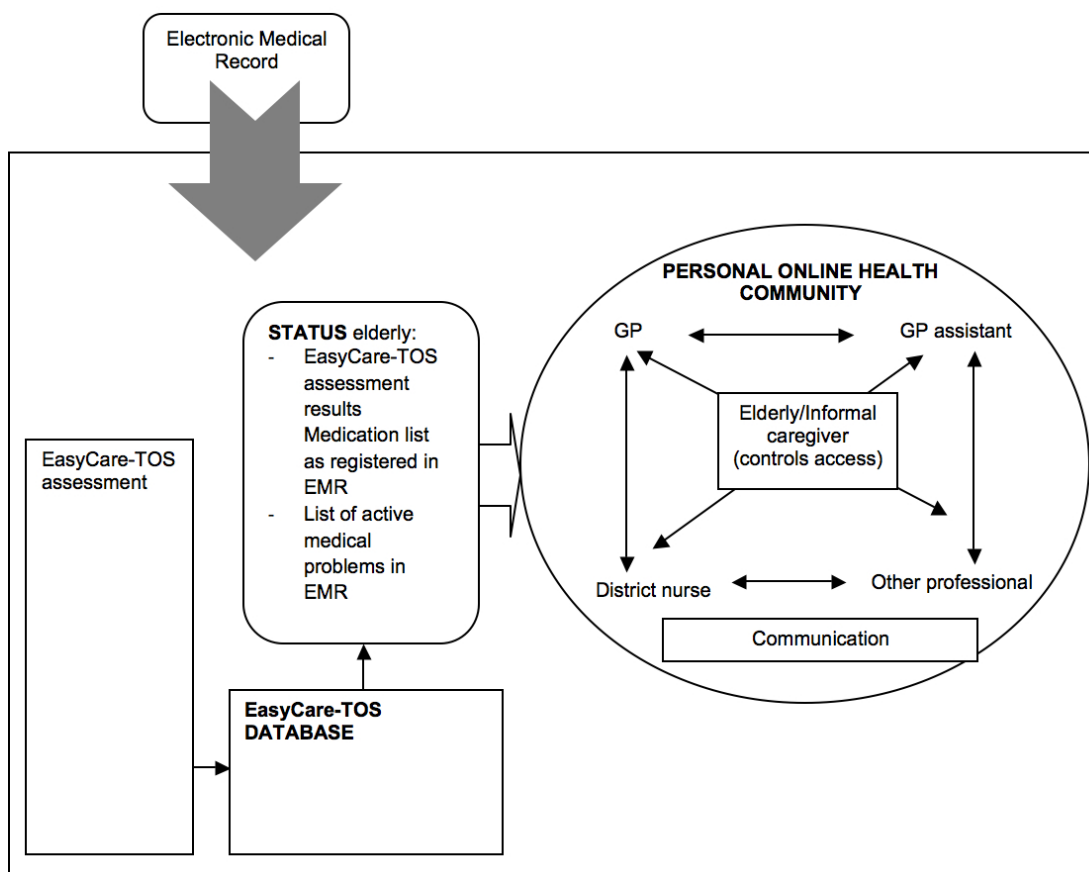 Electronic Medical
Record
PERSONAL ONLINE HEALTH
COMMUNITY
GP
GP assistant
Elderly/Informal
caregiver
(controls access)
District nurse
Other professional
Communication
STATUS elderly:
- EasyCare-TOS
assessment
results
Medication list
as registered in
EMR
- List of active
medical
problems in
EMR
EasyCare-TOS
assessment
EasyCare-TOS
DATABASE